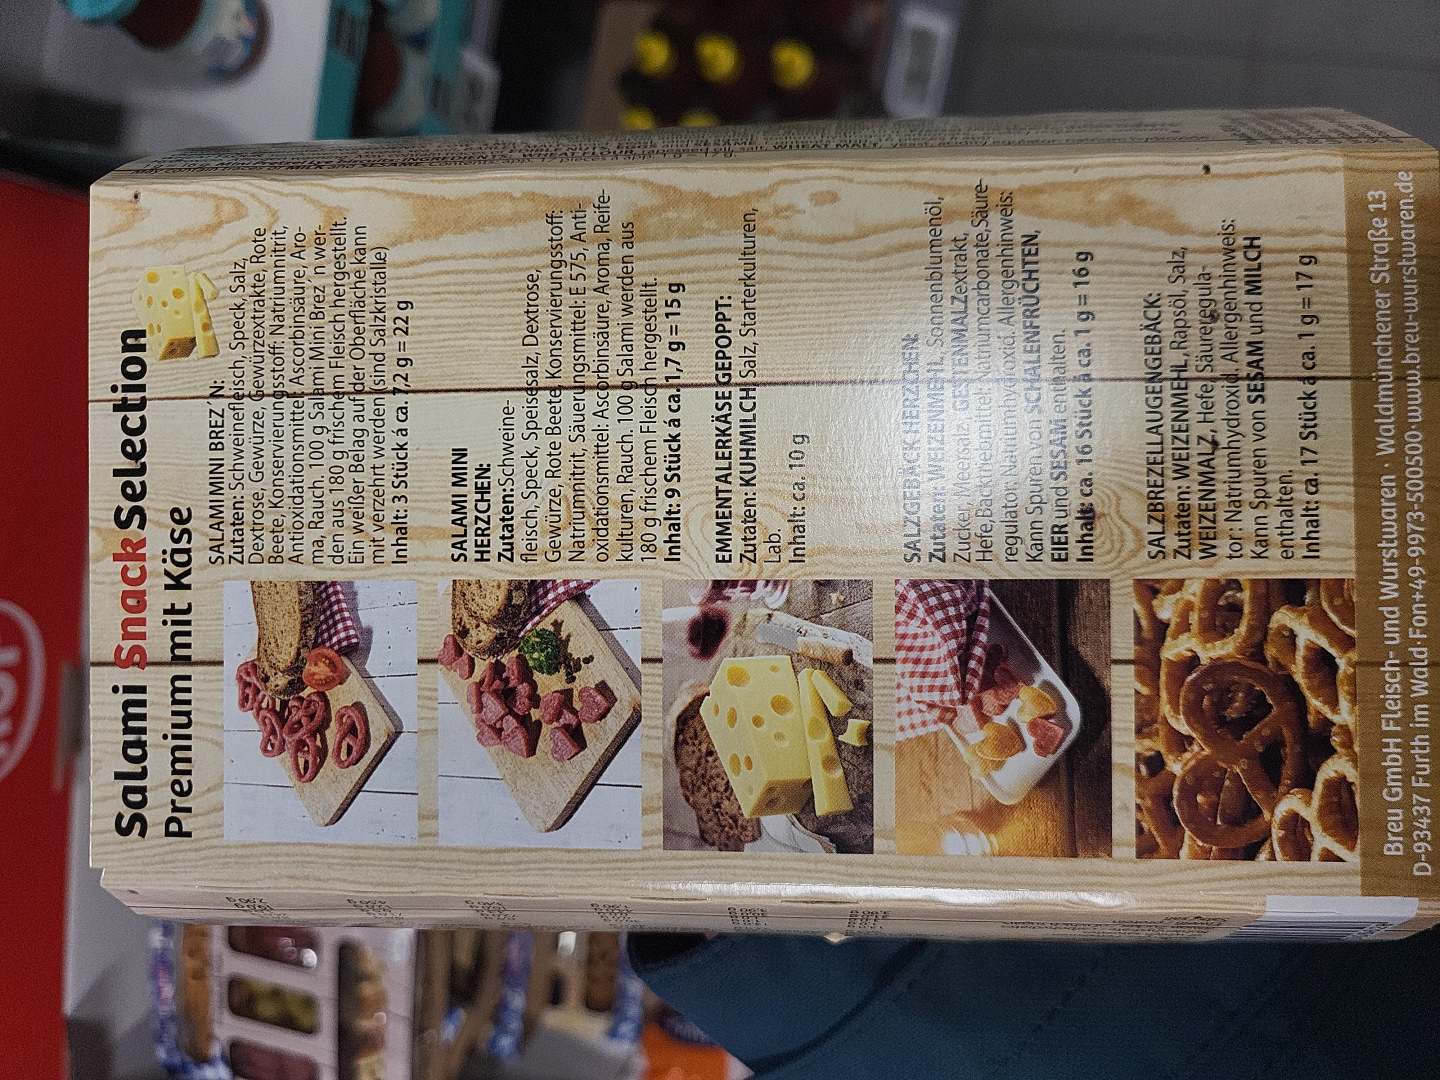 Salami Snack Selection
Premium mit Käse
SALAMI MINI BREZ´N:
Zutaten: Schweinefleisch, Speck, Salz,
Dextrose, Gewürze, Gewürzextrakte, Rote
Beete, Konservierungsstoff: Natriumnitrit,
Antioxidationsmittel: Ascorbinsäure, Aro-
ma, Rauch. 100 g Salami Mini Brez´n wer-
den aus 180 g frischem Fleisch hergestellt.
Ein weißer Belag auf der Oberfläche kann
mit verzehrt werden (sind Salzkristalle)
Inhalt: 3 Stück á ca. 7,2 g = 22 g
SALAMI MINI
HERZCHEN:
Zutaten:Schweine-
fleisch, Speck, Speisesalz, Dextrose,
Gewürze, Rote Beete, Konservierungsstoff:
Natriumnitrit, Säuerungsmittel: E 575, Anti-
oxidationsmittel: Ascorbinsäure, Aroma, Reife-
kulturen, Rauch. 100 g Salami werden aus
180 g frischem Fleisch hergestellt.
Inhalt: 9 Stück á ca. 1,7 g = 15 g
EMMENTALERKÄSE GEPOPPT:
Zutaten: KUHMILCH, Salz, Starterkulturen,
Lab.
Inhalt: ca. 10 g
SALZGEBÄCK HERZCHEN:
Zutaten: WEIZENMEHL, Sonnenblumenöl,
Zucker, Meersalz, GESTENMALZextrakt,
Hefe,Backtriebsmittel: Natriumcarbonate,Säure-
regulator: Natriumhydroxid. Allergenhinweis:
Kann Spuren von SCHALENFRÜCHTEN,
EIER und SESAM enthalten.
Inhalt: ca. 16 Stück á ca. 1 g = 16 g
SALZBREZELLAUGENGEBÄCK:
Zutaten: WEIZENMEHL, Rapsöl, Salz,
WEIZENMALZ, Hefe, Säureregula-
tor: Natriumhydroxid. Allergenhinweis:
Kann Spuren von SESAM und MILCH
enthalten.
Inhalt: ca. 17 Stück á ca. 1 g = 17 g
Breu GmbH Fleisch- und Wurstwaren · Waldmünchener Straße 13
D-93437 Furth im Wald·Fon+49-9973-500500·www.breu-wurstwaren.de